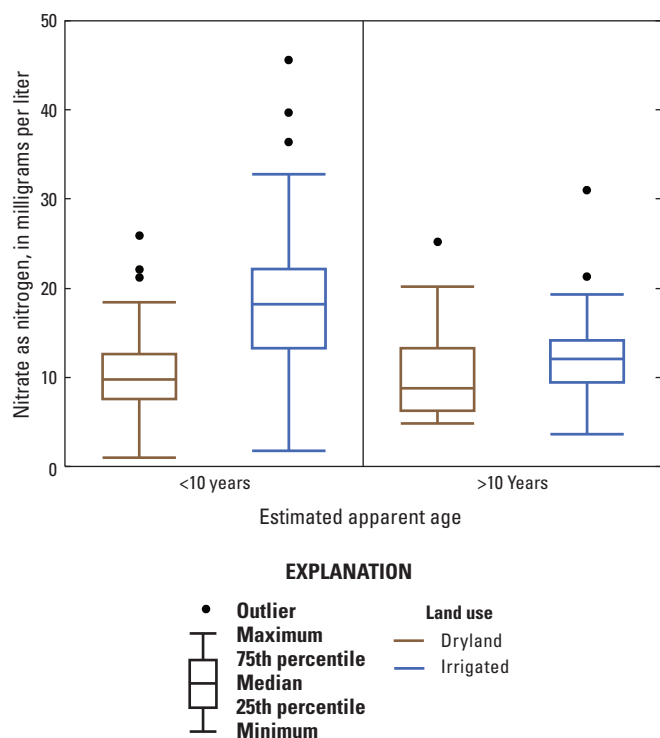 Nitrate as nitrogen, in milligrams per liter
50
40
30
20
10
0
<10 years
>10 Years
Estimated apparent age
EXPLANATION
Outlier
Maximum
75th percentile
Median
25th percentile
Minimum
Land use
Dryland
Irrigated